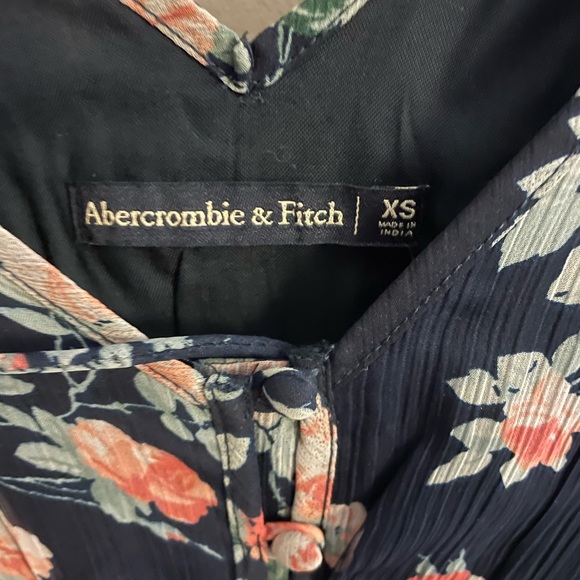 Abercrombie & Fitch | XS
MADE IN
INDIA